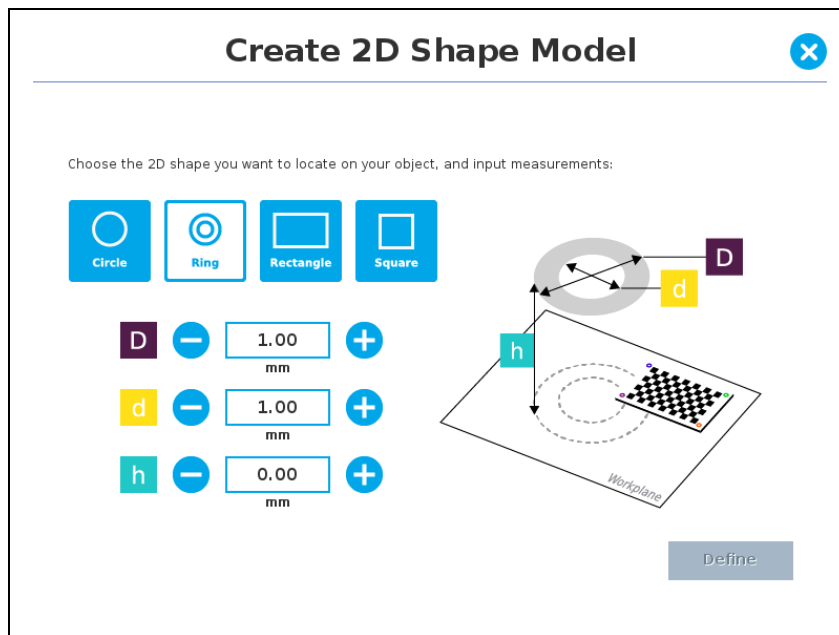 Create 2D Shape Model
Choose the 2D shape you want to locate on your object, and input measurements:
Circle
Ring
Rectangle
Square
D
1.00
mm
d
1.00
mm
h
0.00
mm
D
d
h
Workplane
Define